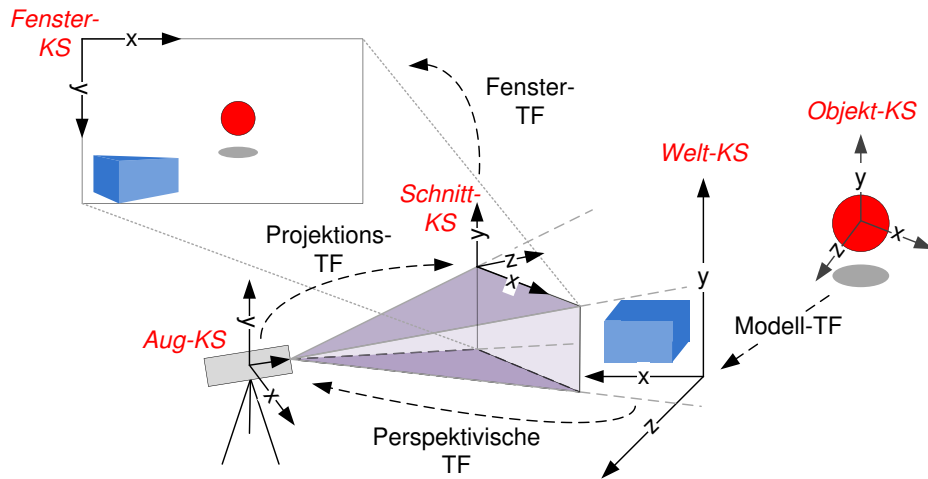 Fenster-
KS
x
y
Fenster-
TF
Objekt-KS
y
x
z
Welt-KS
y
x
z
Schnitt-
KS
y
z
x
Projektions-
TF
Aug-KS
y
x
Modell-TF
Perspektivische
TF